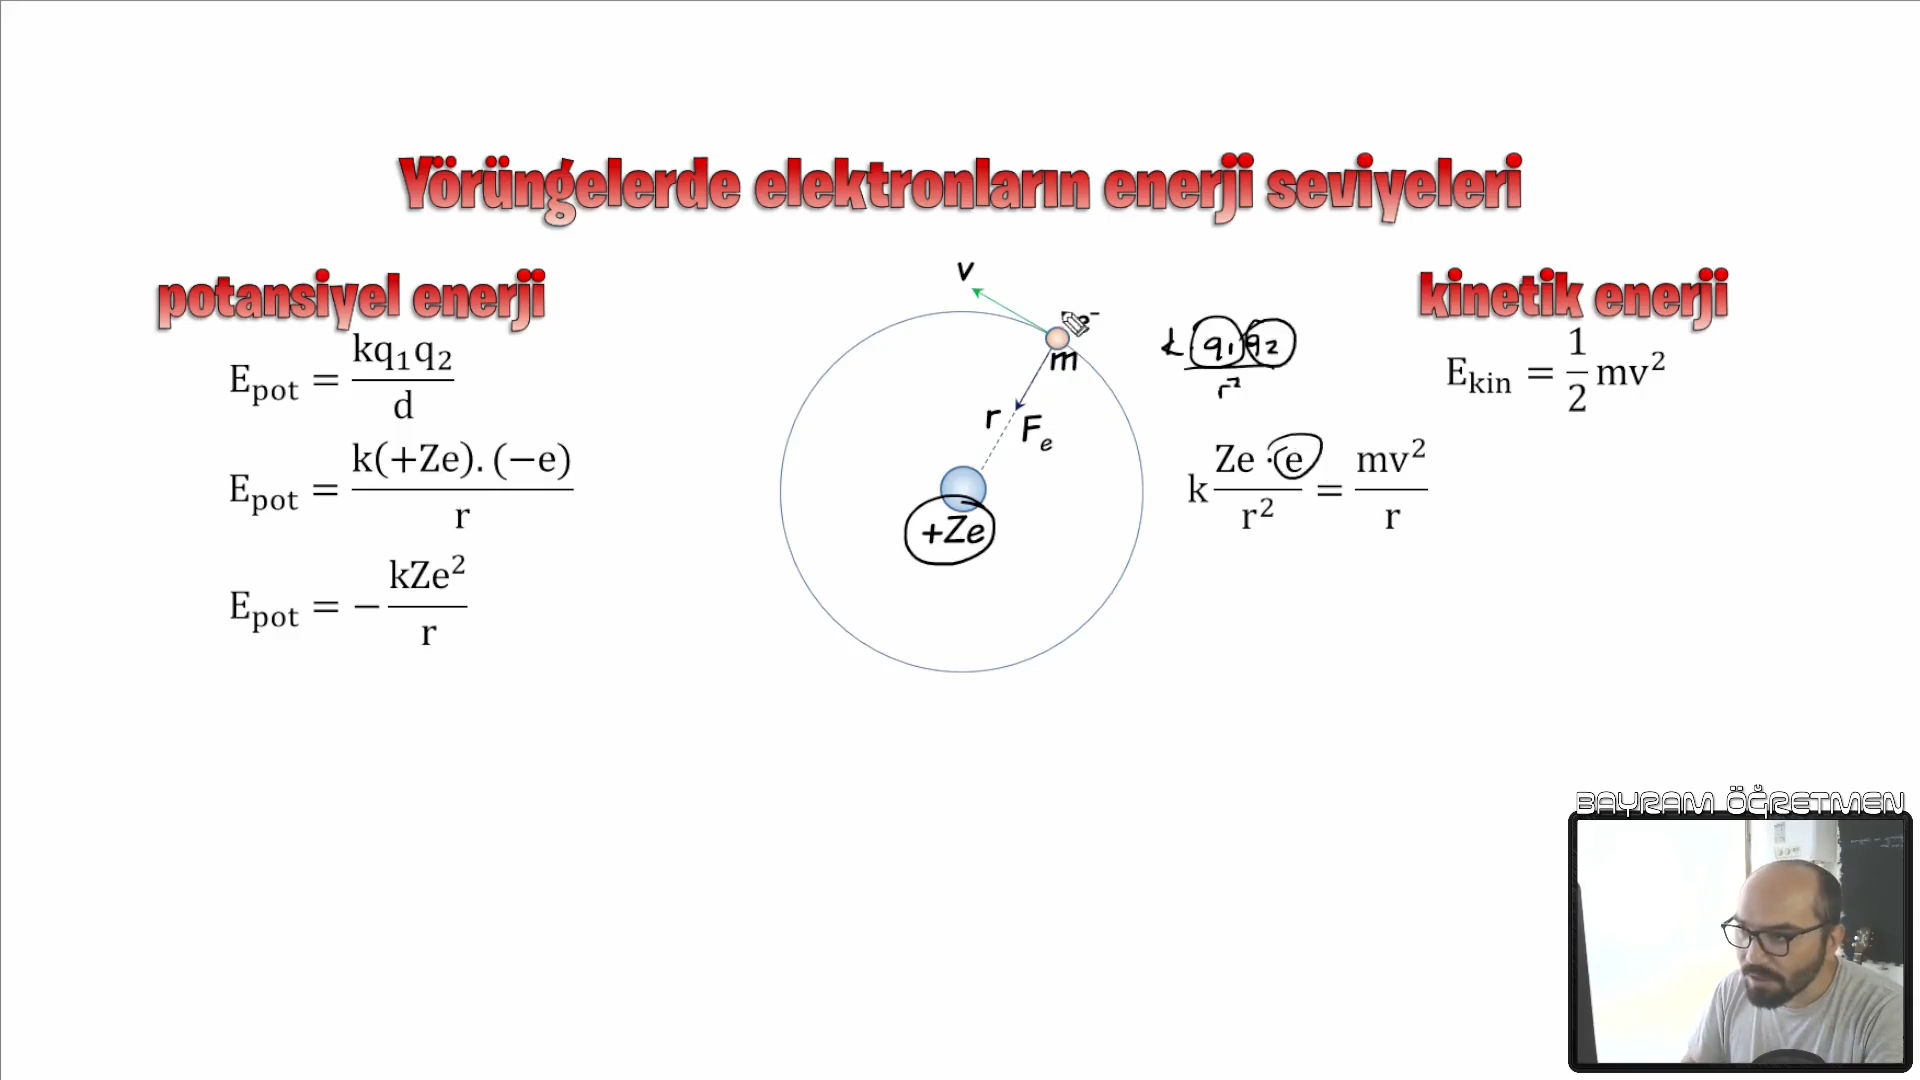 Yörüngelerde elektronların enerji seviyeleri
potansiyel enerji
E_pot = kq₁q₂ / d
E_pot = k(+Ze).(−e) / r
E_pot = − kZe² / r
v
e⁻
m
r
F_e
+Ze
k q₁ q₂ / r²
k Ze · e / r² = mv² / r
kinetik enerji
E_kin = 1/2 mv²
BAYRAM ÖĞRETMEN